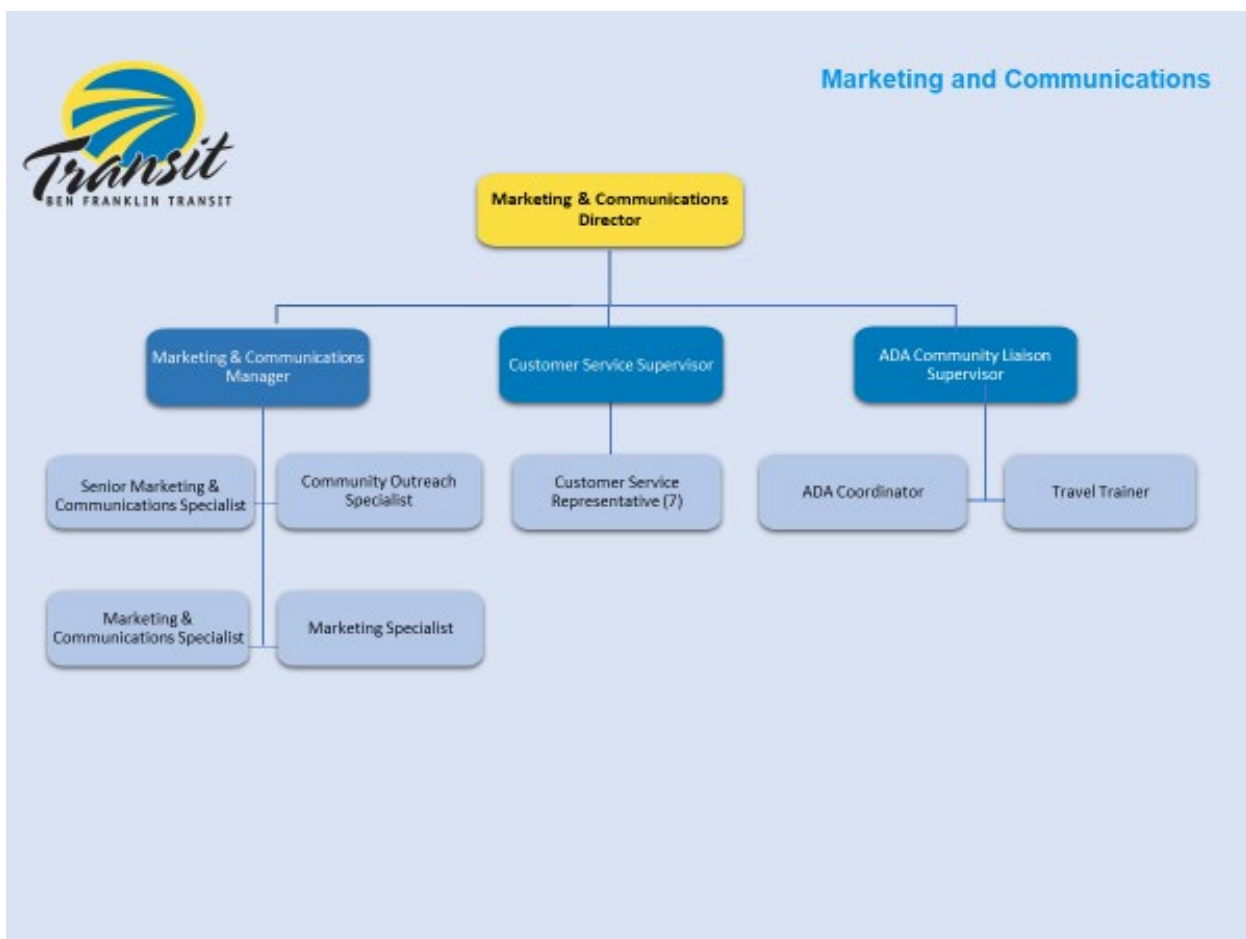 Marketing and Communications
Transit
BEN FRANKLIN TRANSIT
Marketing & Communications
Director
Marketing & Communications
Manager
Customer Service Supervisor
ADA Community Liaison
Supervisor
Senior Marketing &
Communications Specialist
Community Outreach
Specialist
Customer Service
Representative (7)
ADA Coordinator
Travel Trainer
Marketing &
Communications Specialist
Marketing Specialist